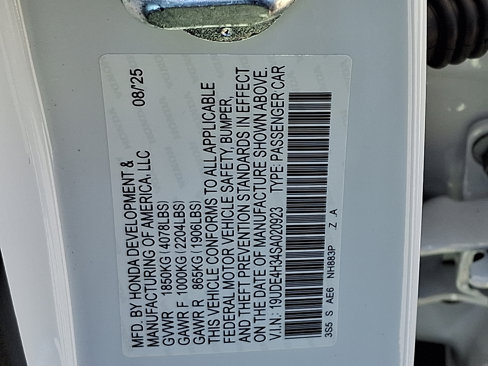 MFD. BY HONDA DEVELOPMENT & 08/25
MANUFACTURING OF AMERICA, LLC
GVWR 1850KG (4078LBS)
GAWR F 1000KG (2204LBS)
GAWR R 865KG (1906LBS)
THIS VEHICLE CONFORMS TO ALL APPLICABLE
FEDERAL MOTOR VEHICLE SAFETY, BUMPER,
AND THEFT PREVENTION STANDARDS IN EFFECT
ON THE DATE OF MANUFACTURE SHOWN ABOVE.
V.I.N.: 19UDE4H34SA020923 TYPE: PASSENGER CAR
3S5 S AE6 NH883P Z A